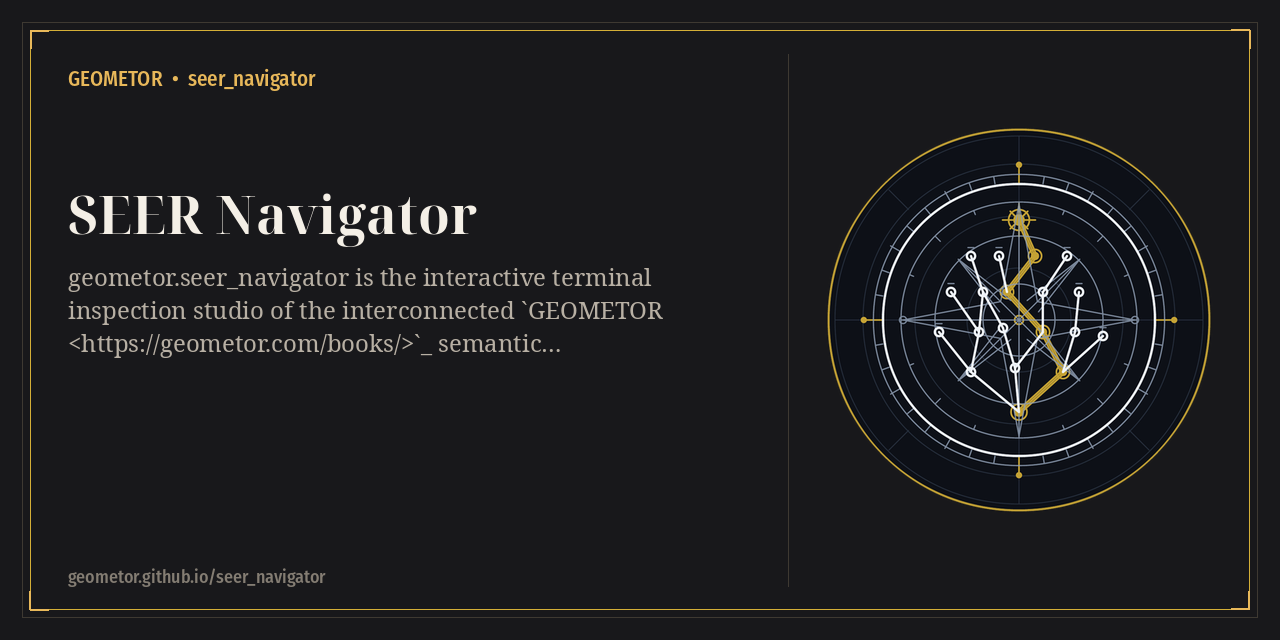 GEOMETOR • seer_navigator
SEER Navigator
geometor.seer_navigator is the interactive terminal
inspection studio of the interconnected `GEOMETOR
<https://geometor.com/books/>`_ semantic...
geometor.github.io/seer_navigator